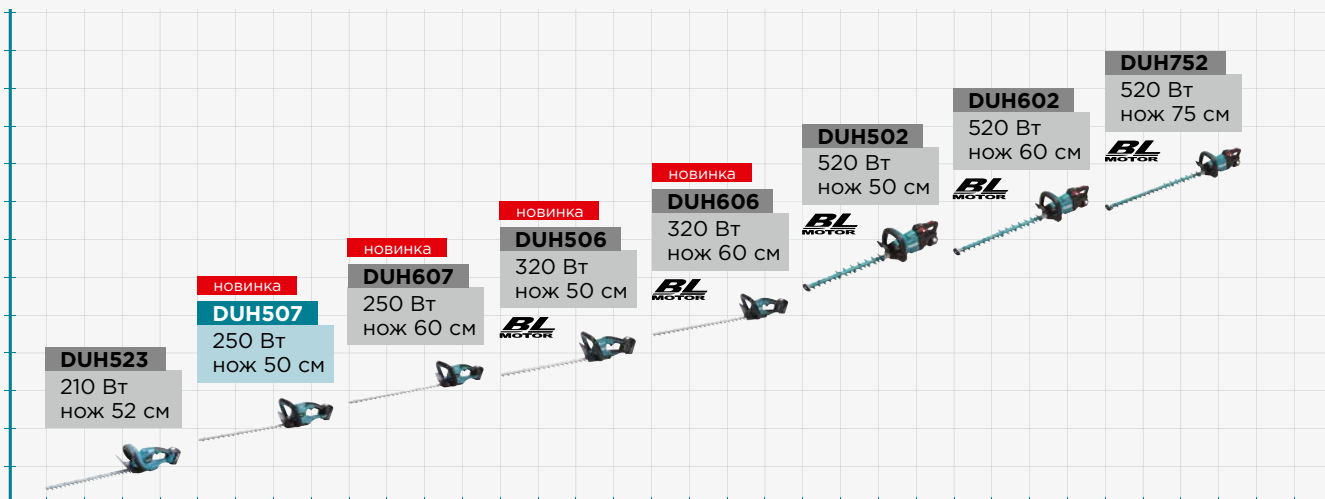 DUH523
210 Вт
нож 52 см
новинка
DUH507
250 Вт
нож 50 см
новинка
DUH607
250 Вт
нож 60 см
новинка
DUH506
320 Вт
нож 50 см
BL
MOTOR
новинка
DUH606
320 Вт
нож 60 см
BL
MOTOR
DUH502
520 Вт
нож 50 см
BL
MOTOR
DUH602
520 Вт
нож 60 см
BL
MOTOR
DUH752
520 Вт
нож 75 см
BL
MOTOR